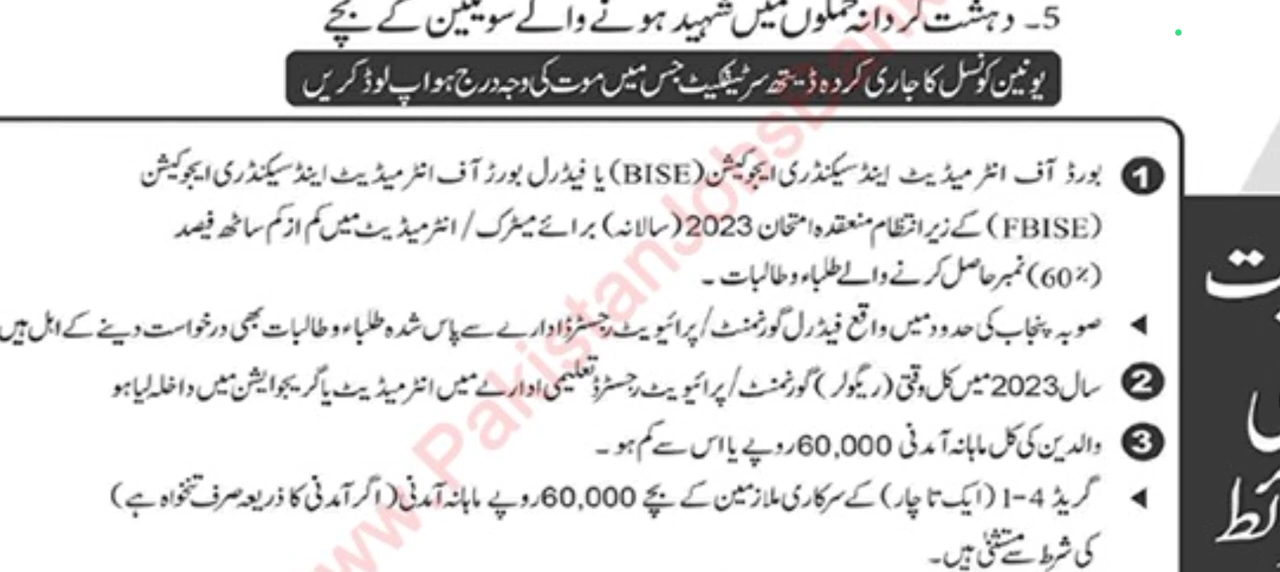 5۔ دہشت گردانہ حملوں میں شہید ہونے والے سویلین کے بچے
یونین کونسل کا جاری کردہ ڈیتھ سرٹیفکیٹ جس میں موت کی وجہ درج ہو اپ لوڈ کریں
1 بورڈ آف انٹرمیڈیٹ اینڈ سیکنڈری ایجوکیشن (BISE) یا فیڈرل بورڈ آف انٹرمیڈیٹ اینڈ سیکنڈری ایجوکیشن
(FBISE) کے زیر انتظام منعقدہ امتحان 2023 (سالانہ) برائے میٹرک / انٹرمیڈیٹ میں کم از کم ساٹھ فیصد
(60%) نمبر حاصل کرنے والے طلباء و طالبات ۔
◄ صوبہ پنجاب کی حدود میں واقع فیڈرل گورنمنٹ / پرائیویٹ رجسٹرڈ ادارے سے پاس شدہ طلباء و طالبات بھی درخواست دینے کے اہل ہیں
2 سال 2023 میں کل وقتی (ریگولر) گورنمنٹ / پرائیویٹ رجسٹرڈ تعلیمی ادارے میں انٹرمیڈیٹ یا گریجوایشن میں داخلہ لیا ہو
3 والدین کی کل ماہانہ آمدنی 60,000 روپے یا اس سے کم ہو ۔
◄ گریڈ 4-1 (ایک تا چار) کے سرکاری ملازمین کے بچے 60,000 روپے ماہانہ آمدنی (اگر آمدنی کا ذریعہ صرف تنخواہ ہے)
کی شرط سے مستثنیٰ ہیں۔
www.PakistanJobsBank